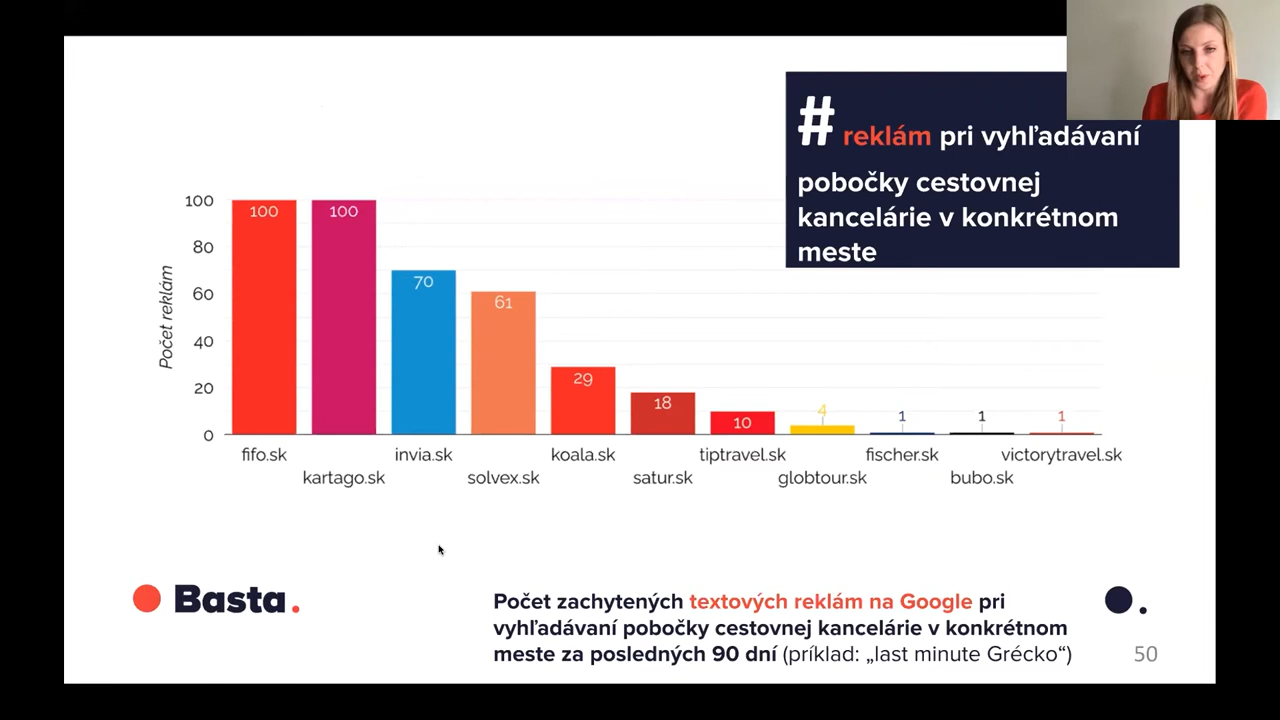 # reklám pri vyhľadávaní
pobočky cestovnej
kancelárie v konkrétnom
meste
Počet reklám
100
80
60
40
20
0
100
100
70
61
29
18
10
4
1
1
1
fifo.sk
kartago.sk
invia.sk
solvex.sk
koala.sk
satur.sk
tiptravel.sk
globtour.sk
fischer.sk
bubo.sk
victorytravel.sk
Basta.
Počet zachytených textových reklám na Google pri
vyhľadávaní pobočky cestovnej kancelárie v konkrétnom
meste za posledných 90 dní (príklad: „last minute Grécko“)
50